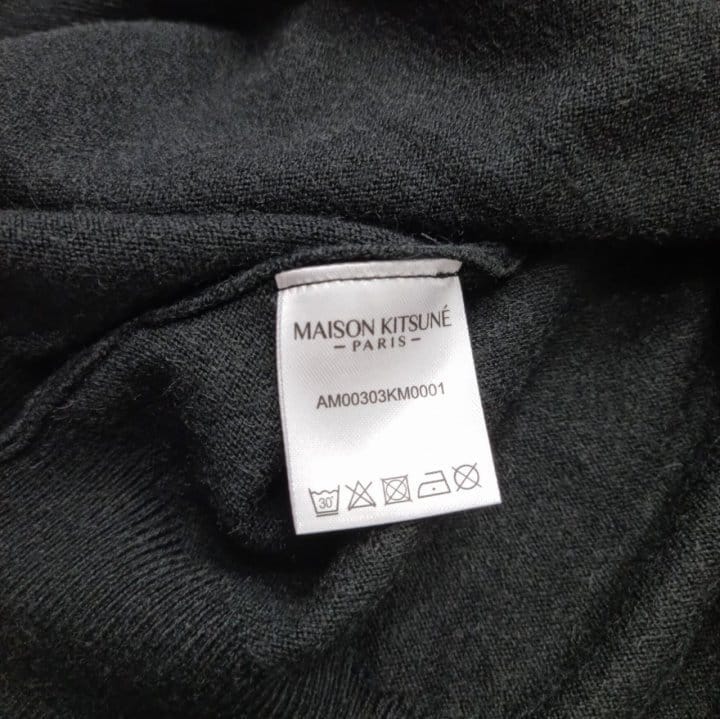 MAISON KITSUNÉ
- PARIS -
AM00303KM0001
30°